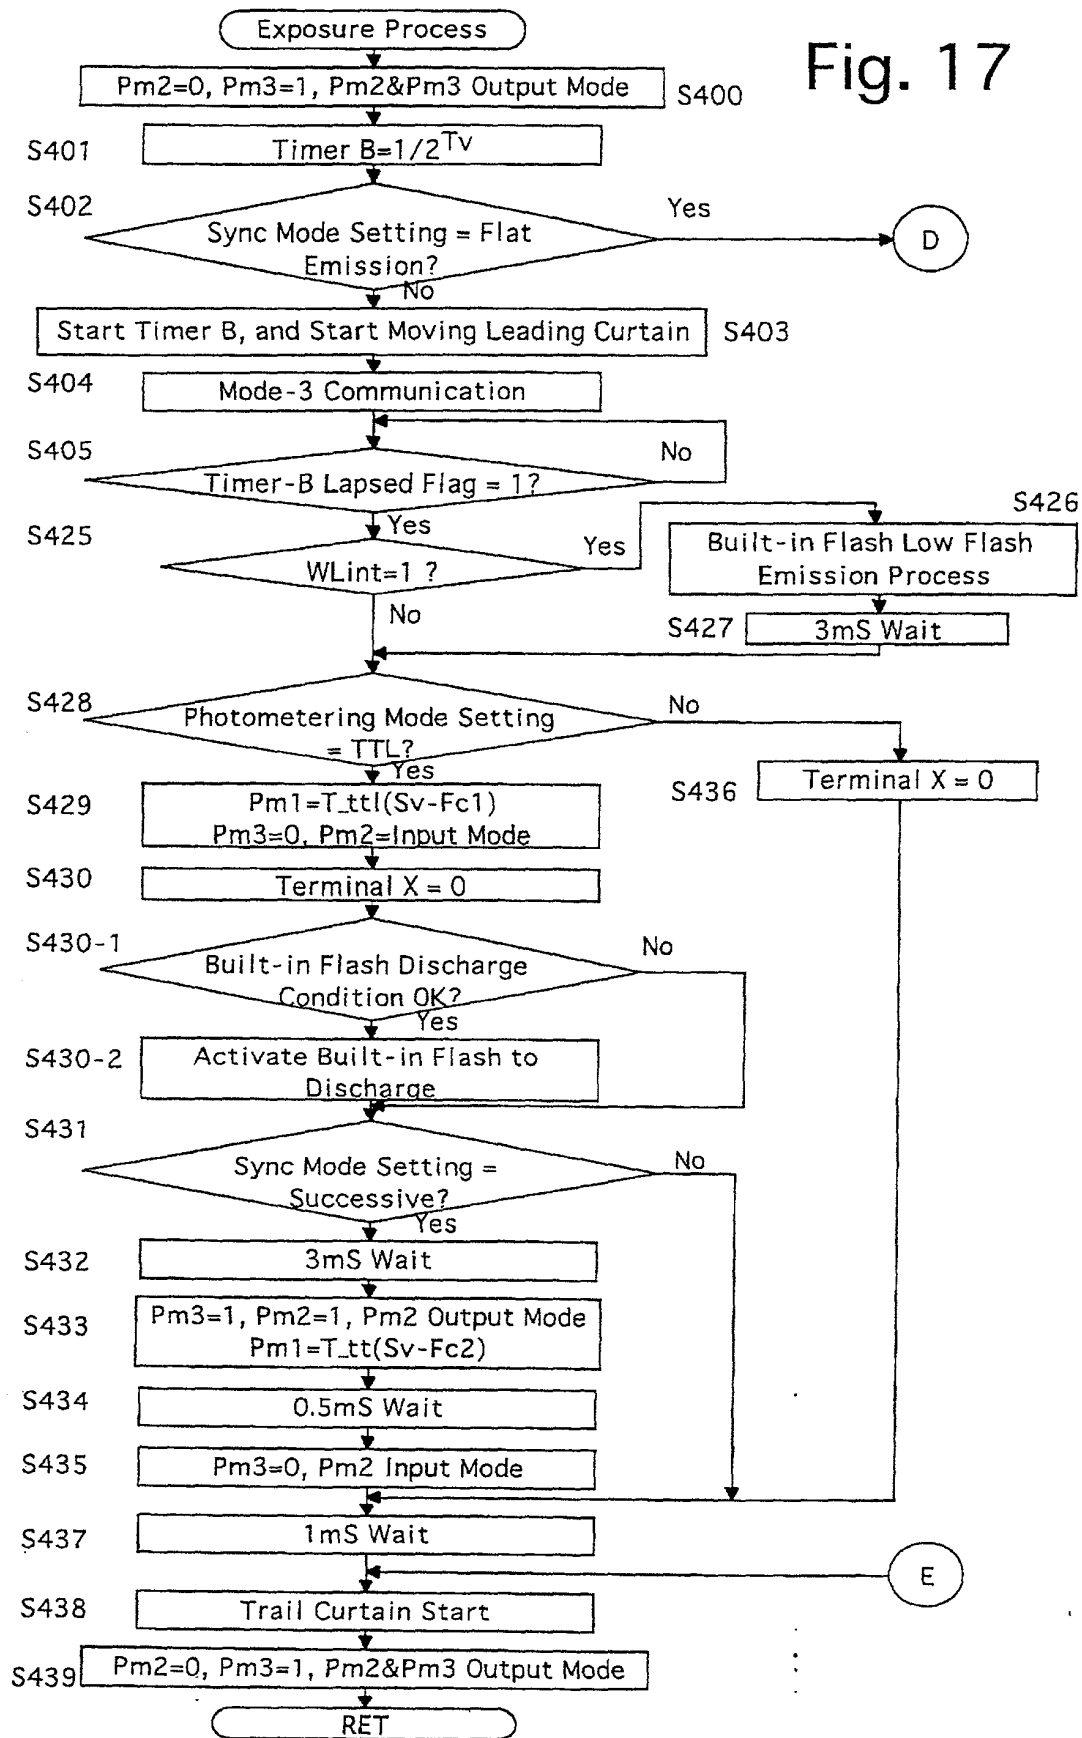 Exposure Process
Fig. 17
Pm2=0, Pm3=1, Pm2&Pm3 Output Mode
S400
S401
Timer B=1/2^Tv
S402
Yes
Sync Mode Setting = Flat
Emission?
D
No
Start Timer B, and Start Moving Leading Curtain
S403
S404
Mode-3 Communication
S405
No
Timer-B Lapsed Flag = 1?
Yes
S426
S425
WLint=1 ?
Yes
Built-in Flash Low Flash
Emission Process
No
S427
3mS Wait
S428
No
Photometering Mode Setting
= TTL?
Yes
S429
Pm1=T_ttl(Sv-Fc1)
Pm3=0, Pm2=Input Mode
S436
Terminal X = 0
S430
Terminal X = 0
S430-1
No
Built-in Flash Discharge
Condition OK?
Yes
S430-2
Activate Built-in Flash to
Discharge
S431
No
Sync Mode Setting =
Successive?
Yes
S432
3mS Wait
S433
Pm3=1, Pm2=1, Pm2 Output Mode
Pm1=T_tt(Sv-Fc2)
S434
0.5mS Wait
S435
Pm3=0, Pm2 Input Mode
S437
1mS Wait
E
S438
Trail Curtain Start
S439
Pm2=0, Pm3=1, Pm2&Pm3 Output Mode
RET